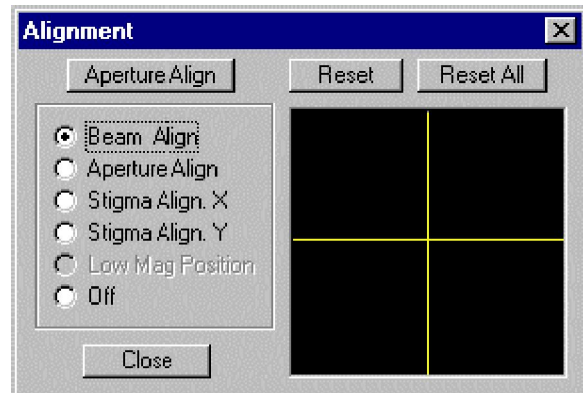 Alignment
Aperture Align
Reset
Reset All
Beam Align
Aperture Align
Stigma Align. X
Stigma Align. Y
Low Mag Position
Off
Close